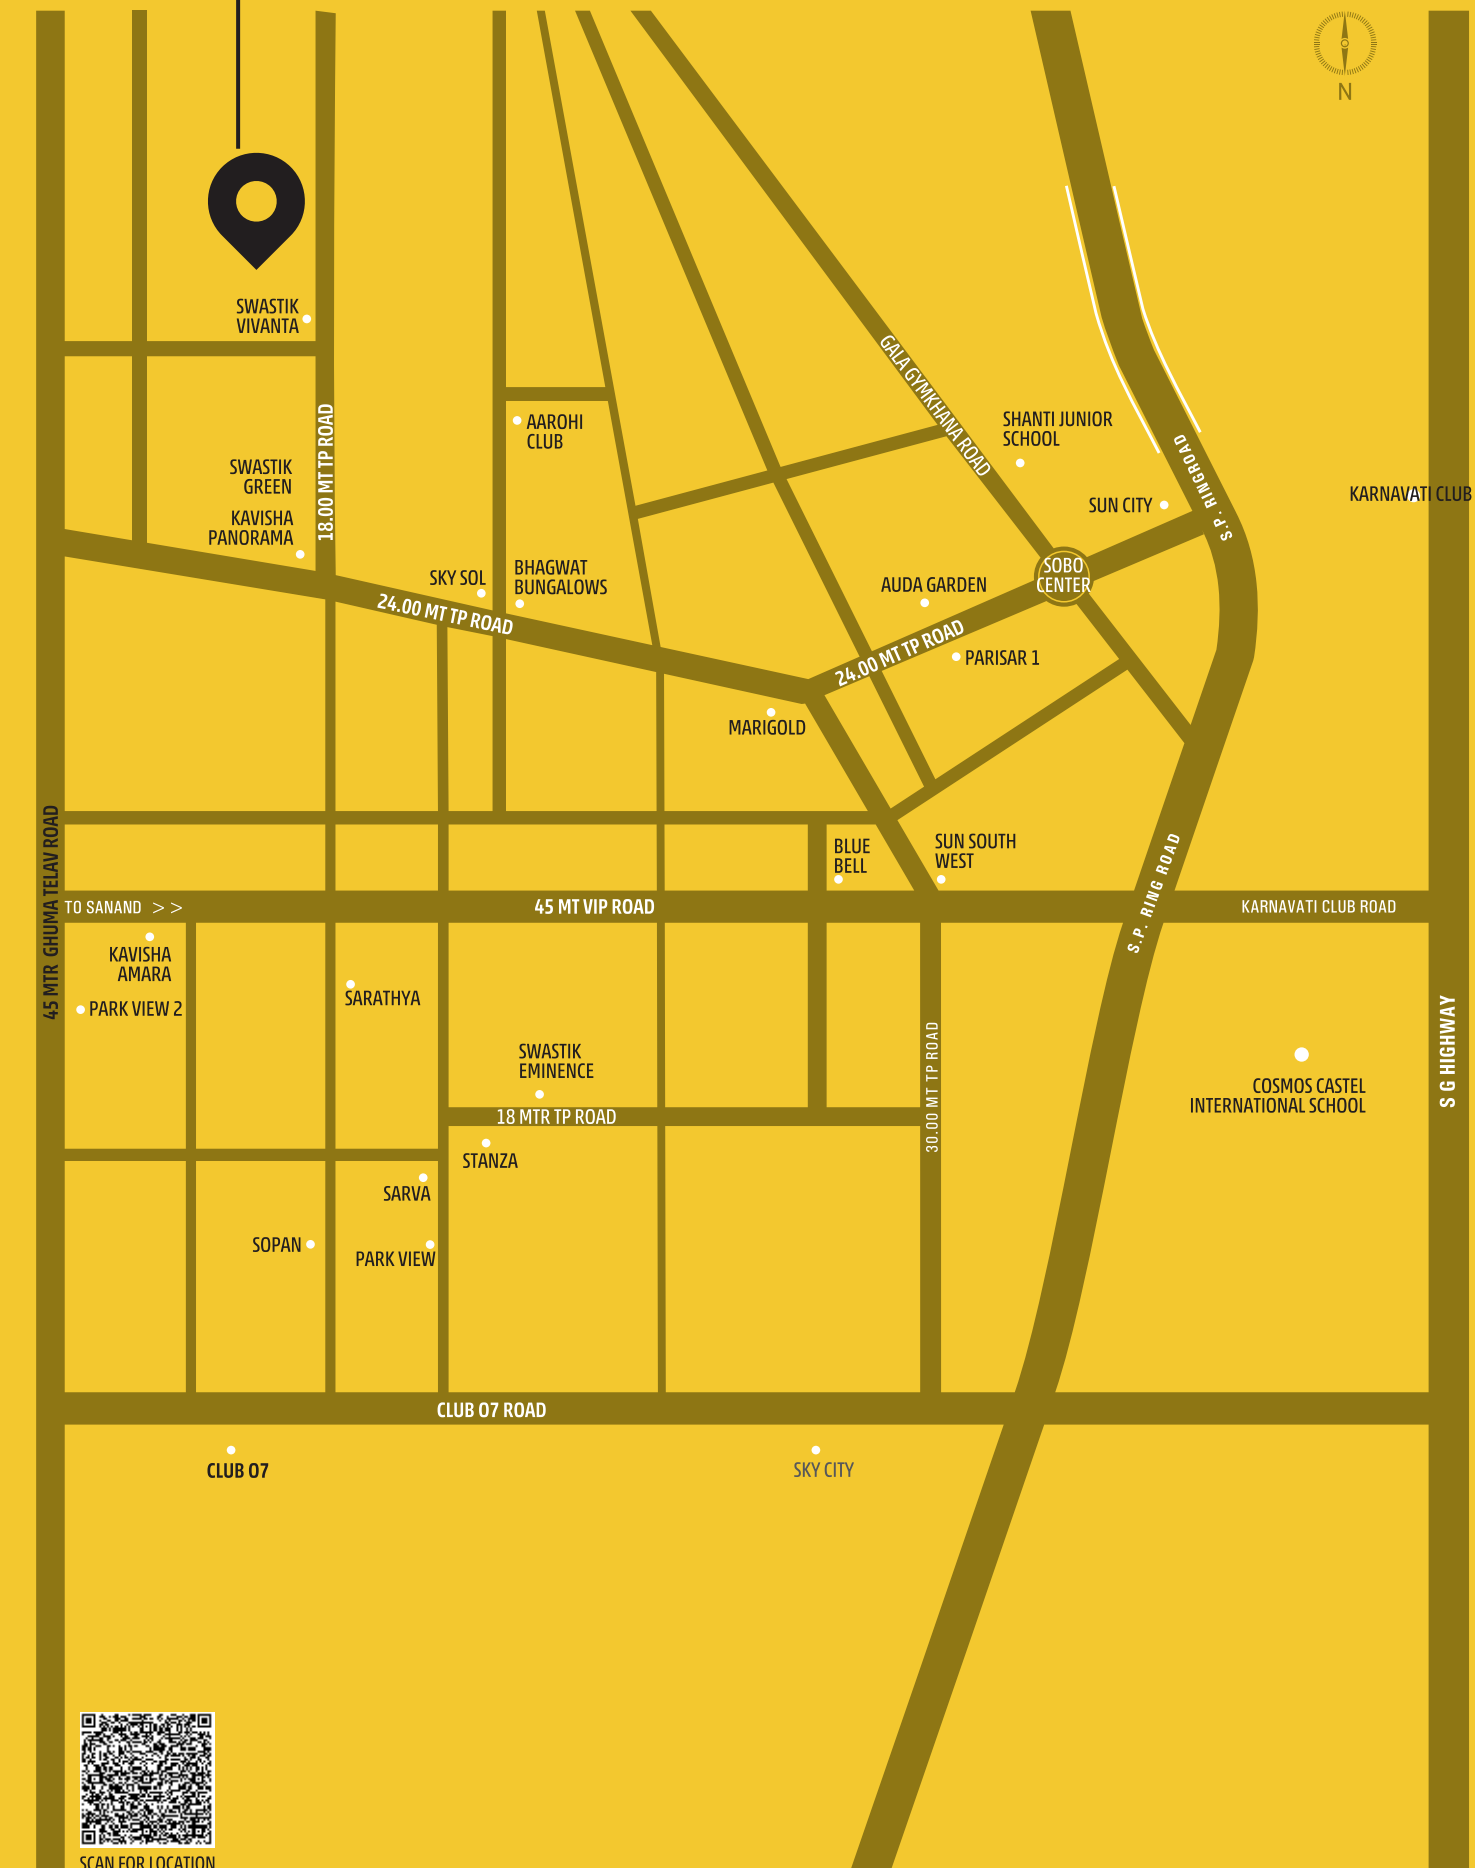 N
SWASTIK
VIVANTA
GALA GYMKHANA ROAD
18.00 MT TP ROAD
AAROHI
CLUB
SHANTI JUNIOR
SCHOOL
S.P. RINGROAD
SWASTIK
GREEN
KARNAVATI CLUB
SUN CITY
KAVISHA
PANORAMA
SOBO
CENTER
SKY SOL
BHAGWAT
BUNGALOWS
AUDA GARDEN
24.00 MT TP ROAD
24.00 MT TP ROAD
PARISAR 1
MARIGOLD
45 MTR GHUMA TELAV ROAD
BLUE
BELL
SUN SOUTH
WEST
S.P. RING ROAD
TO SANAND >>
45 MT VIP ROAD
KARNAVATI CLUB ROAD
KAVISHA
AMARA
PARK VIEW 2
SARATHYA
SWASTIK
EMINENCE
30.00 MT TP ROAD
S G HIGHWAY
COSMOS CASTEL
INTERNATIONAL SCHOOL
18 MTR TP ROAD
STANZA
SARVA
SOPAN
PARK VIEW
CLUB O7 ROAD
CLUB O7
SKY CITY
SCAN FOR LOCATION